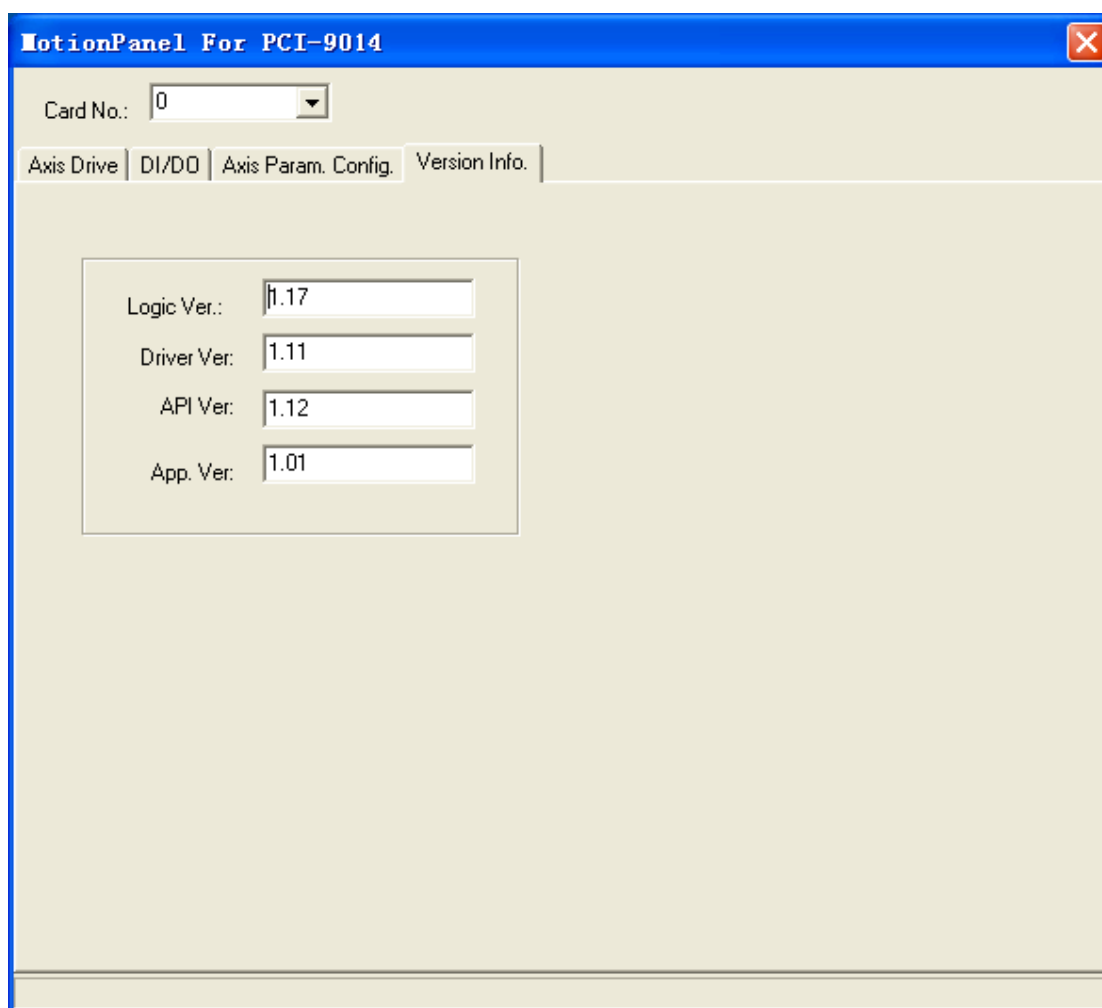 MotionPanel For PCI-9014
Card No.: 0
Axis Drive DI/DO Axis Param. Config. Version Info.
Logic Ver.: 1.17
Driver Ver: 1.11
API Ver: 1.12
App. Ver: 1.01